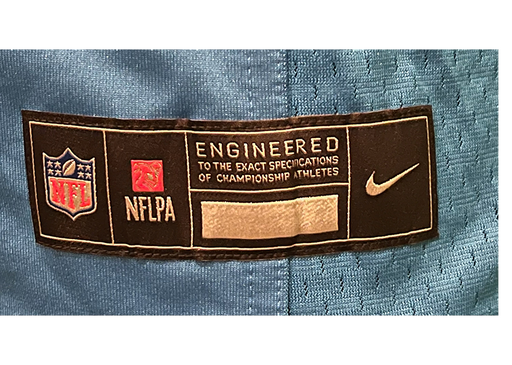 NFL
NFLPA
ENGINEERED
TO THE EXACT SPECIFICATIONS
OF CHAMPIONSHIP ATHLETES